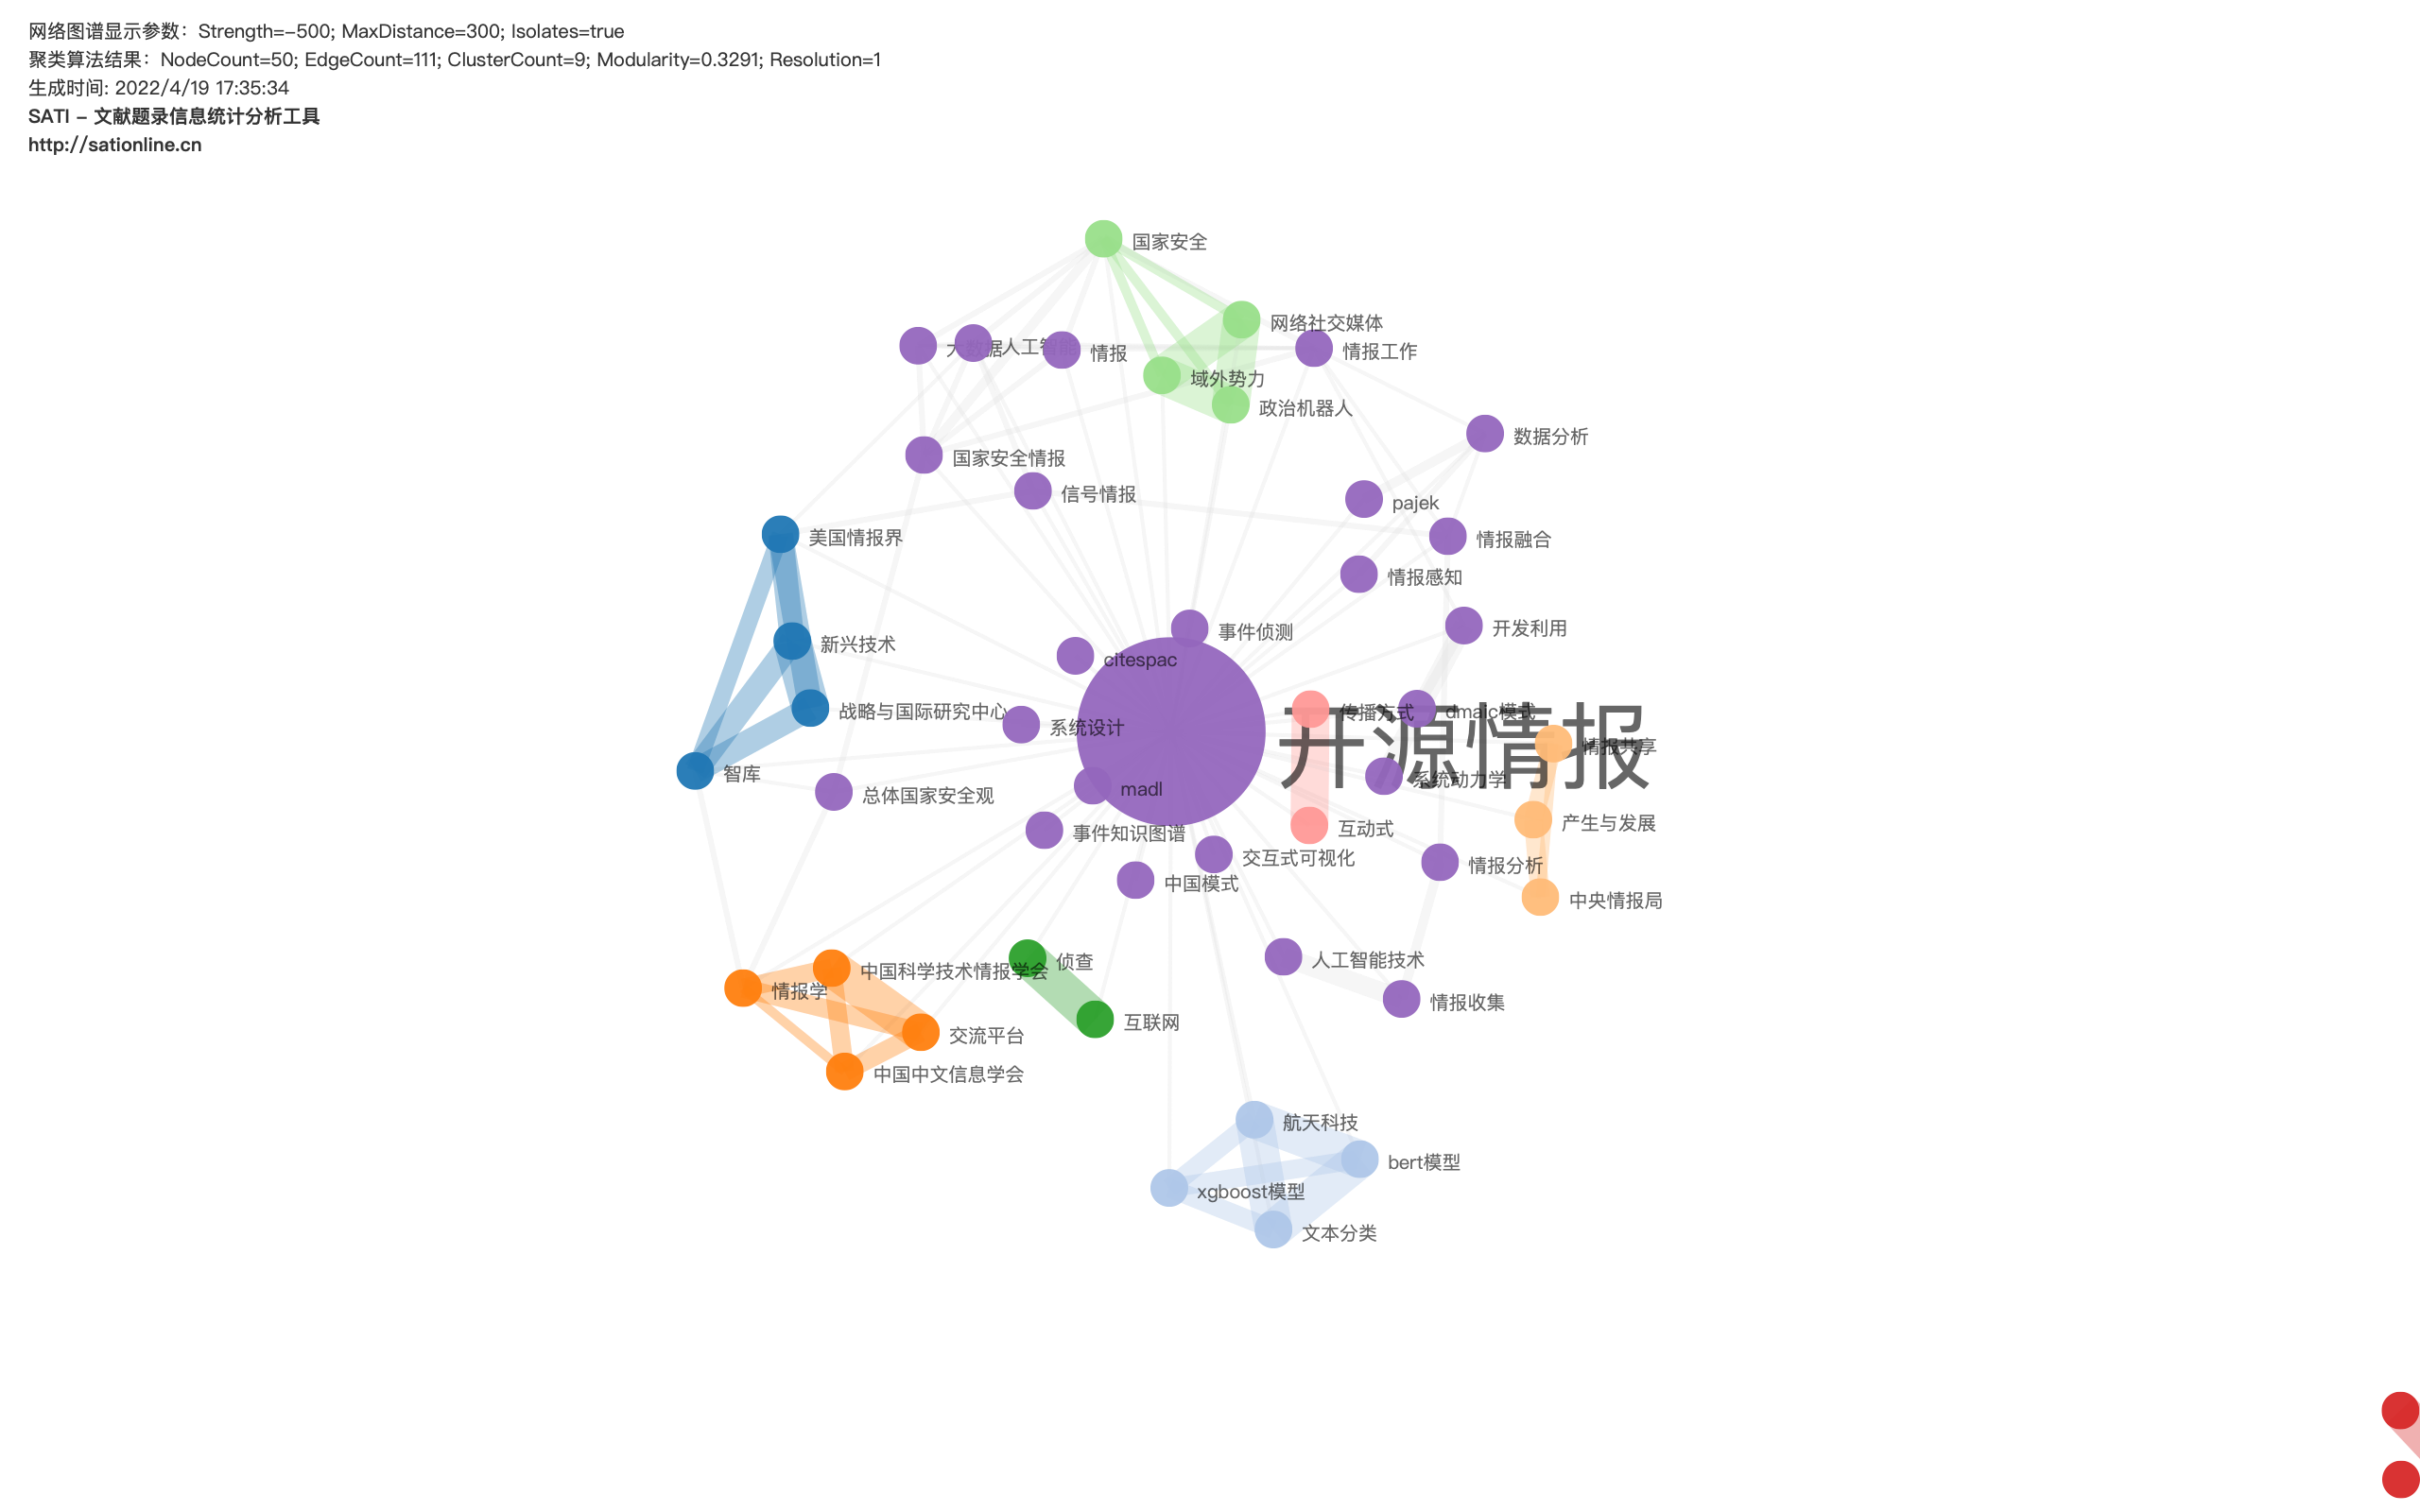 网络图谱显示参数：Strength=-500; MaxDistance=300; Isolates=true
聚类算法结果：NodeCount=50; EdgeCount=111; ClusterCount=9; Modularity=0.3291; Resolution=1
生成时间: 2022/4/19 17:35:34
SATI - 文献题录信息统计分析工具
http://sationline.cn
国家安全
网络社交媒体
大数据
人工智能
情报
情报工作
域外势力
政治机器人
数据分析
国家安全情报
信号情报
pajek
美国情报界
情报融合
情报感知
事件侦测
开发利用
新兴技术
citespac
战略与国际研究中心
系统设计
传播方式
dmaic模式
开源情报
情报共享
智库
系统动力学
总体国家安全观
madl
产生与发展
事件知识图谱
互动式
交互式可视化
情报分析
中国模式
中央情报局
人工智能技术
侦查
中国科学技术情报学会
情报学
情报收集
互联网
交流平台
中国中文信息学会
航天科技
bert模型
xgboost模型
文本分类